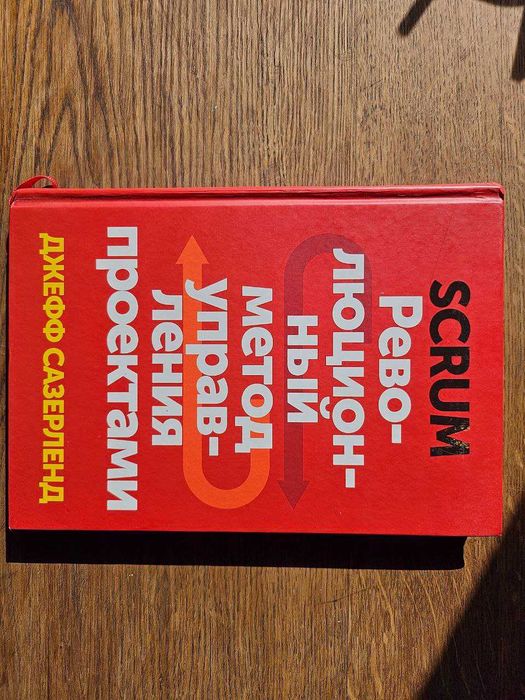 SCRUM
Рево-
люцион-
ный
метод
управ-
ления
проектами
ДЖЕФФ САЗЕРЛЕНД